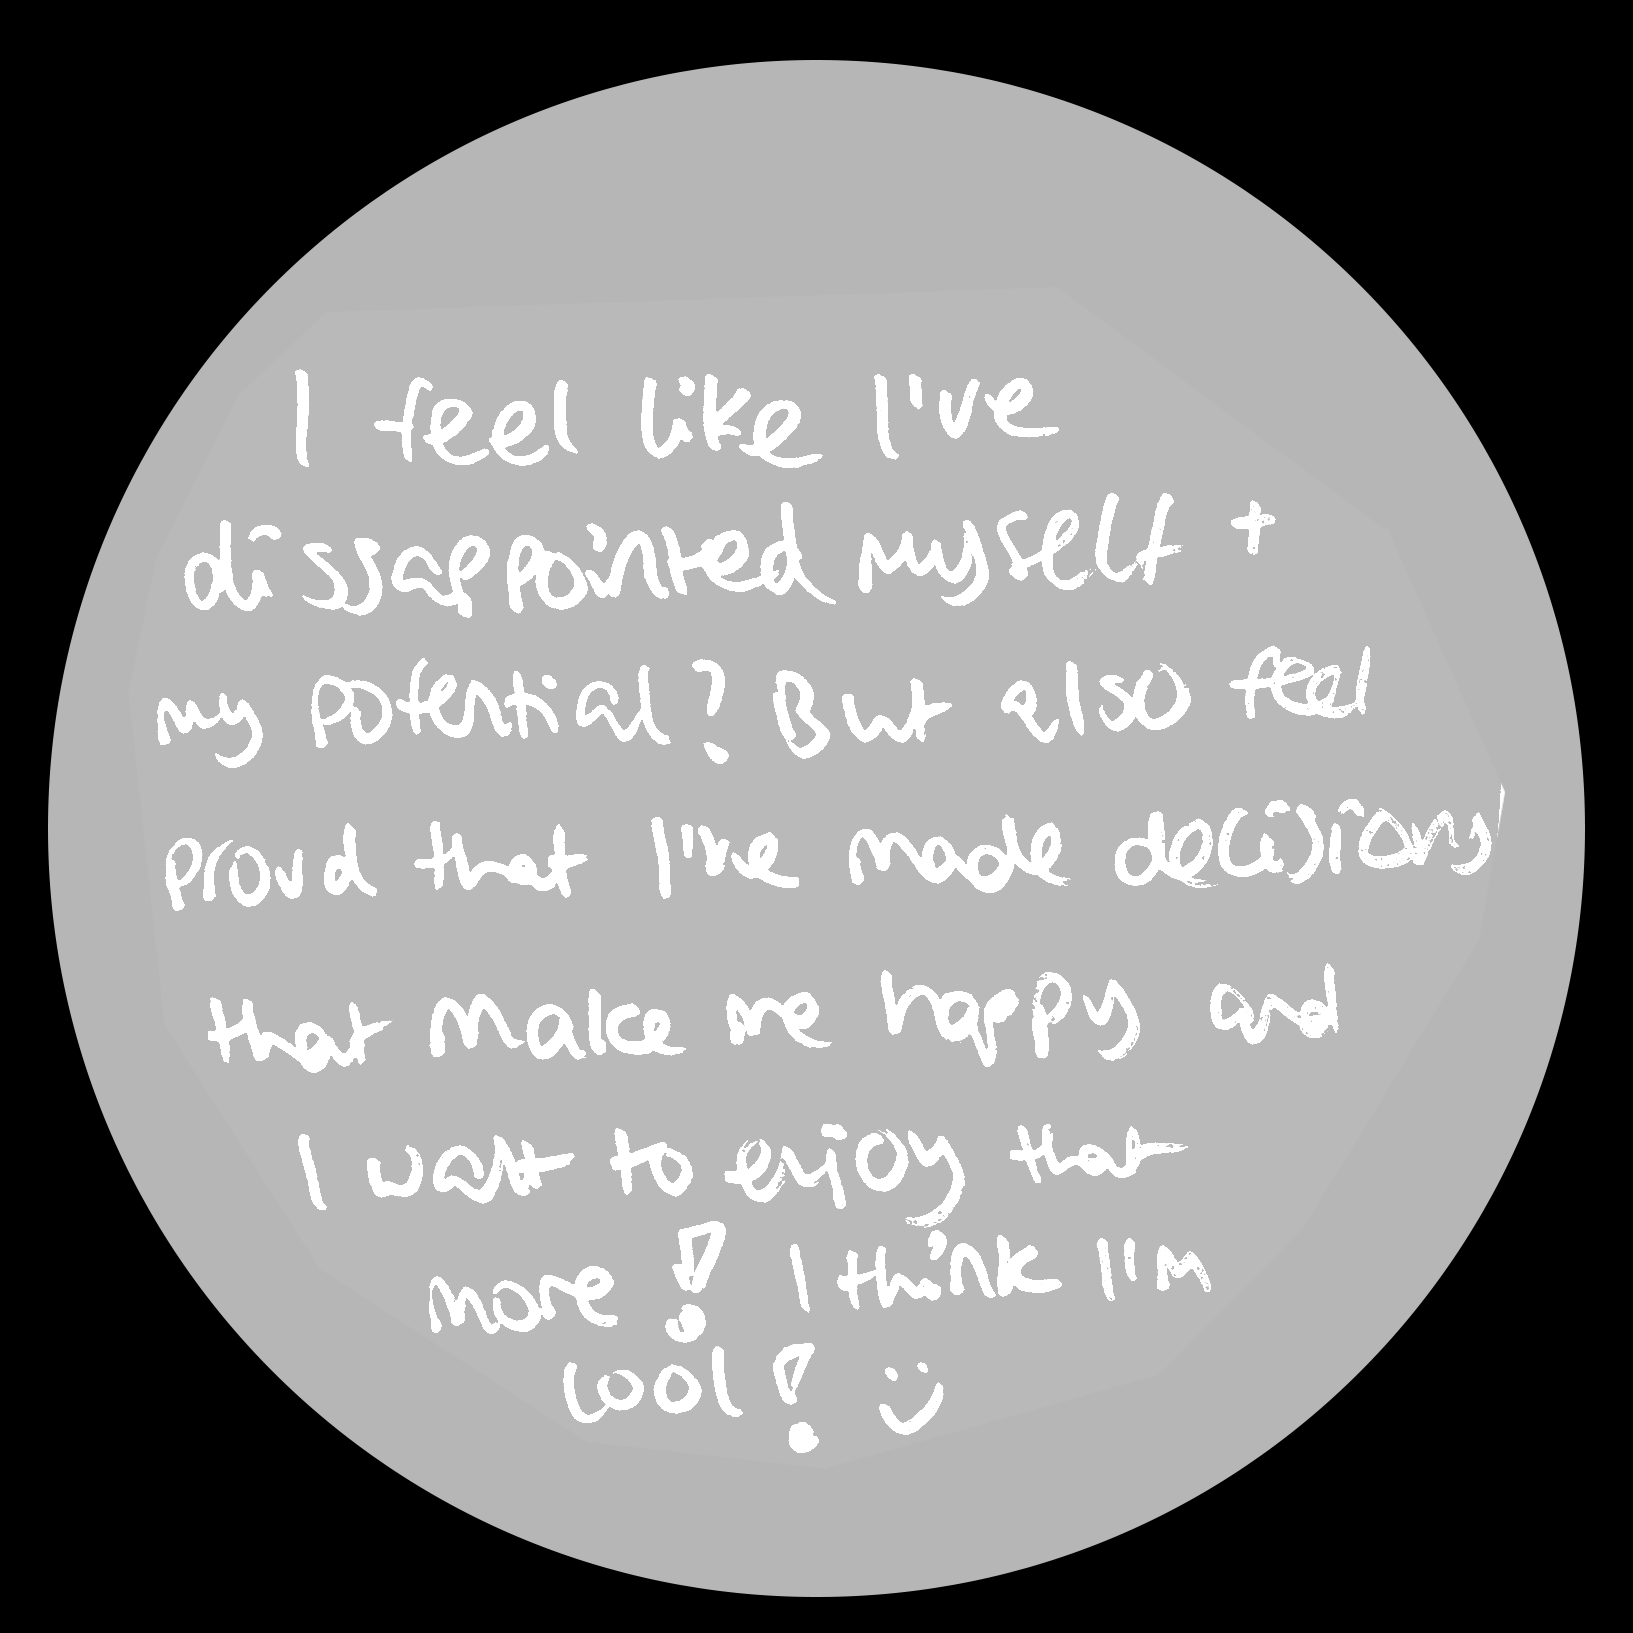 I feel like I've
dissappointed myself +
my potential? But also feel
proud that I've made decisions
that make me happy and
I want to enjoy that
more! I think I'm
cool! :)